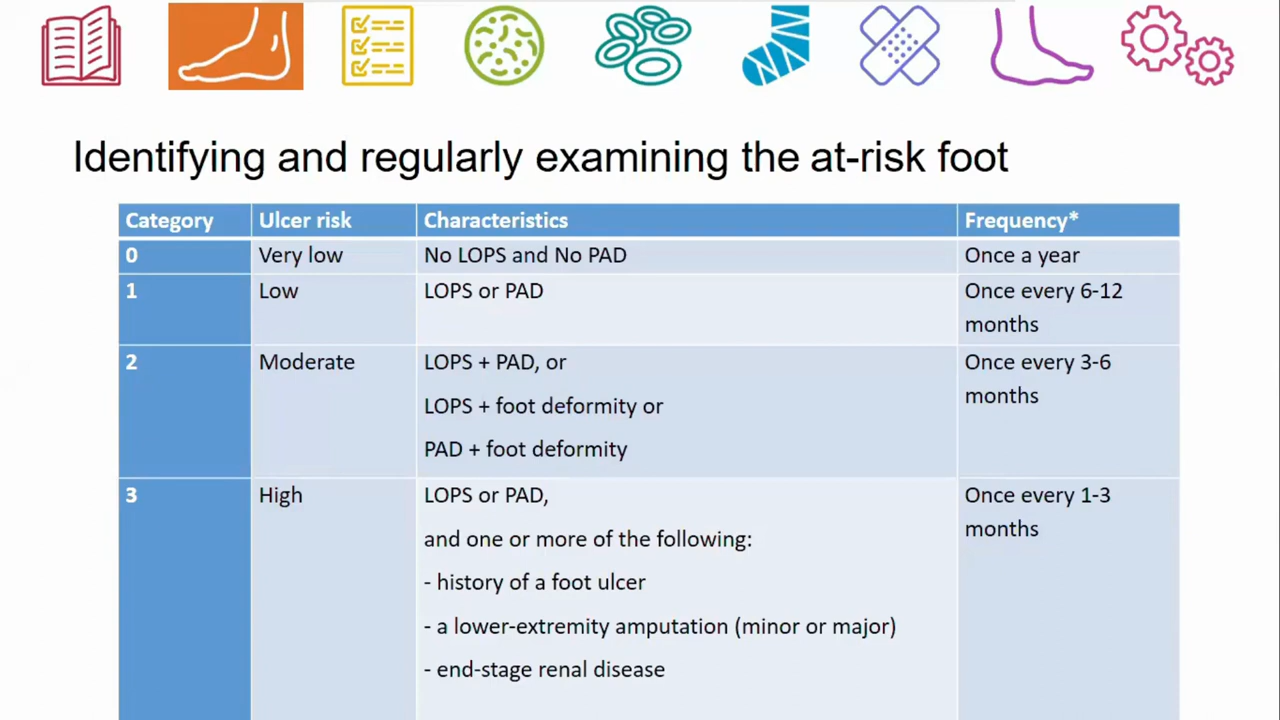 Identifying and regularly examining the at-risk foot
Category Ulcer risk Characteristics Frequency*
0 Very low No LOPS and No PAD Once a year
1 Low LOPS or PAD Once every 6-12
months
2 Moderate LOPS + PAD, or Once every 3-6
months
LOPS + foot deformity or
PAD + foot deformity
3 High LOPS or PAD, Once every 1-3
months
and one or more of the following:
- history of a foot ulcer
- a lower-extremity amputation (minor or major)
- end-stage renal disease